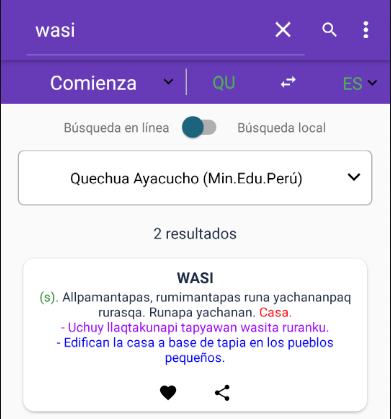 wasi
Comienza QU ES
Búsqueda en línea Búsqueda local
Quechua Ayacucho (Min.Edu.Perú)
2 resultados
WASI
(s). Allpamantapas, rumimantapas runa yachananpaq
rurasqa. Runapa yachanan. Casa.
- Uchuy llaqtakunapi tapyawan wasita ruranku.
- Edifican la casa a base de tapia en los pueblos
pequeños.